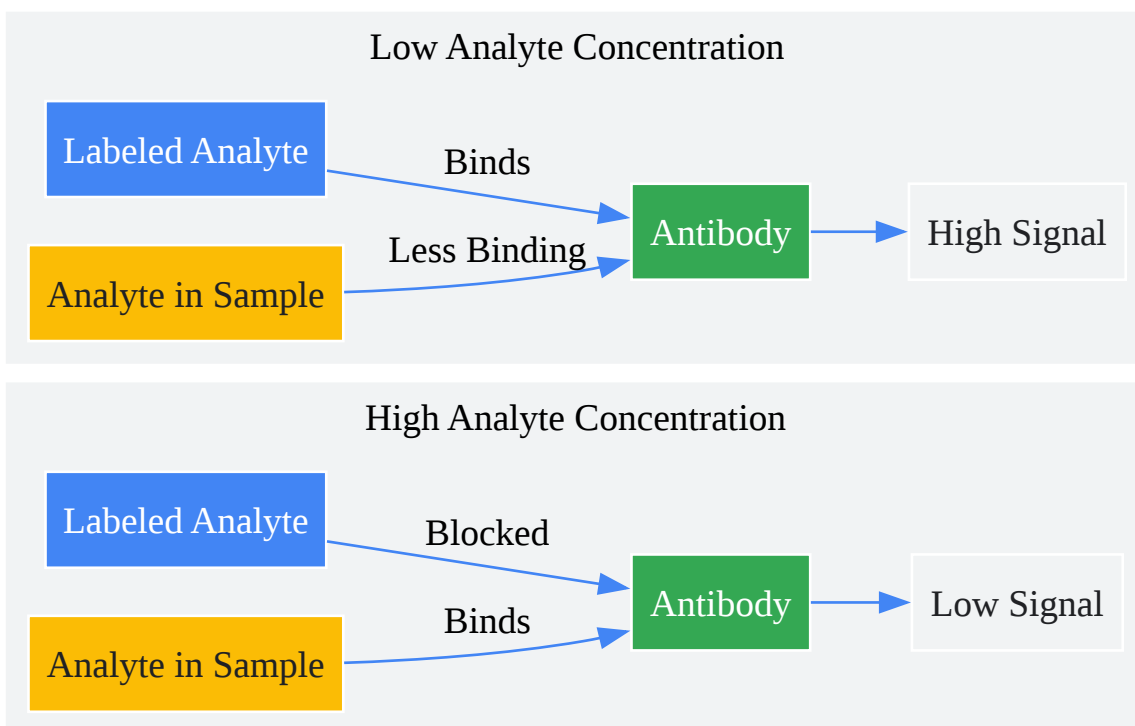 Low Analyte Concentration
Labeled Analyte
Binds
Less Binding
Antibody
High Signal
Analyte in Sample
High Analyte Concentration
Labeled Analyte
Blocked
Binds
Antibody
Low Signal
Analyte in Sample